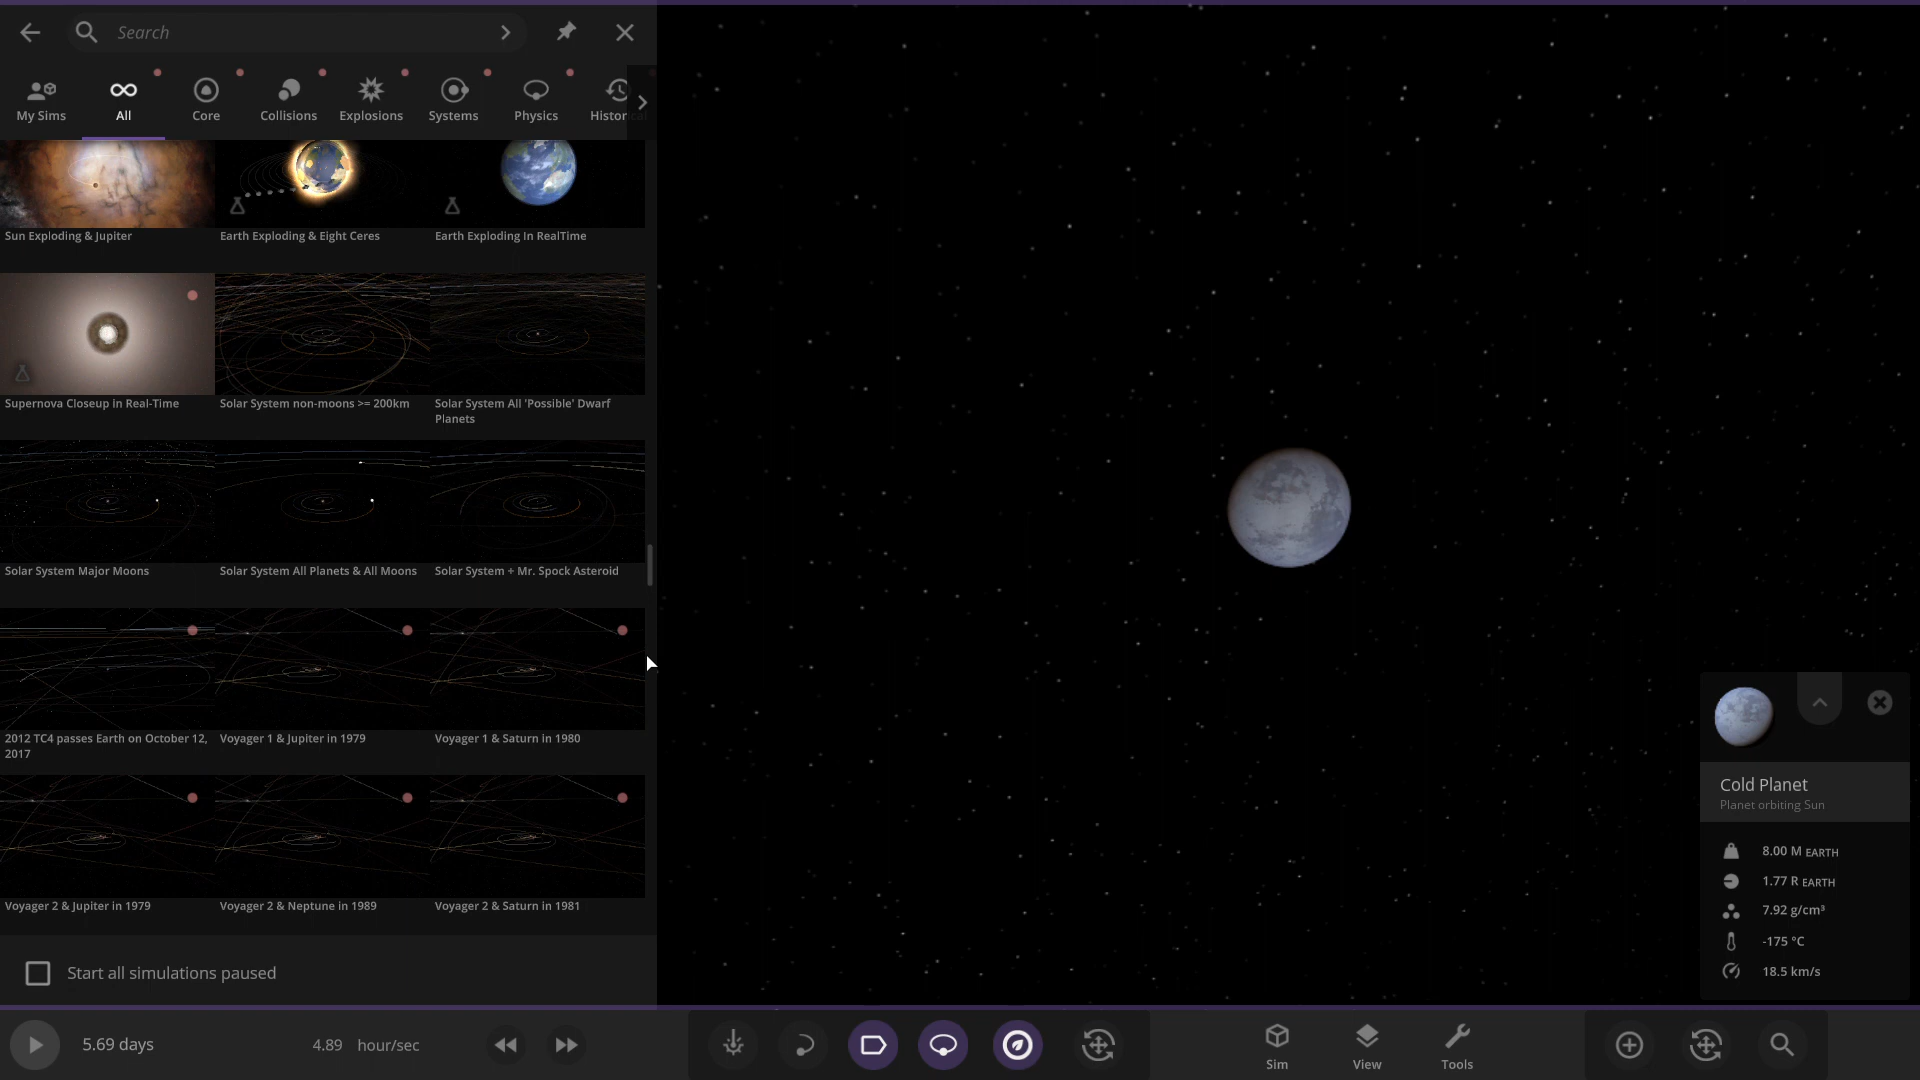 Search
My Sims
All
Core
Collisions
Explosions
Systems
Physics
Historical
Sun Exploding & Jupiter
Earth Exploding & Eight Ceres
Earth Exploding In RealTime
Supernova Closeup in Real-Time
Solar System non-moons >= 200km
Solar System All 'Possible' Dwarf
Planets
Solar System Major Moons
Solar System All Planets & All Moons
Solar System + Mr. Spock Asteroid
2012 TC4 passes Earth on October 12,
2017
Voyager 1 & Jupiter in 1979
Voyager 1 & Saturn in 1980
Voyager 2 & Jupiter in 1979
Voyager 2 & Neptune in 1989
Voyager 2 & Saturn in 1981
Start all simulations paused
Cold Planet
Planet orbiting Sun
8.00 M EARTH
1.77 R EARTH
7.92 g/cm³
-175 °C
18.5 km/s
5.69 days
4.89 hour/sec
Sim
View
Tools